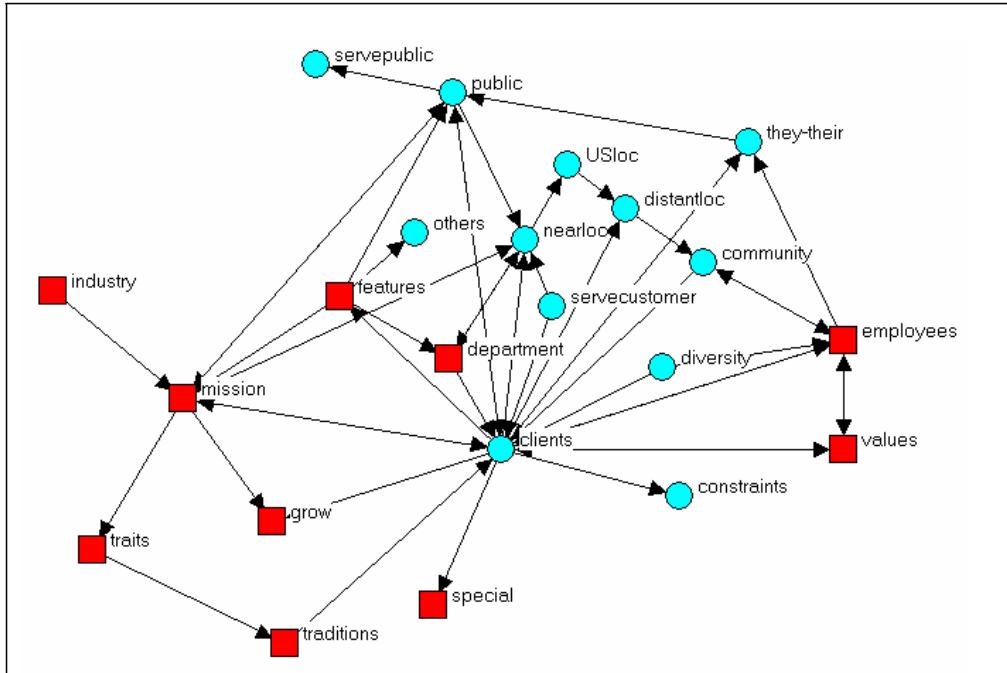 servepublic
public
they-their
USloc
distantloc
others
nearloc
community
industry
features
servecustomer
employees
department
diversity
mission
clients
values
constraints
grow
traits
special
traditions